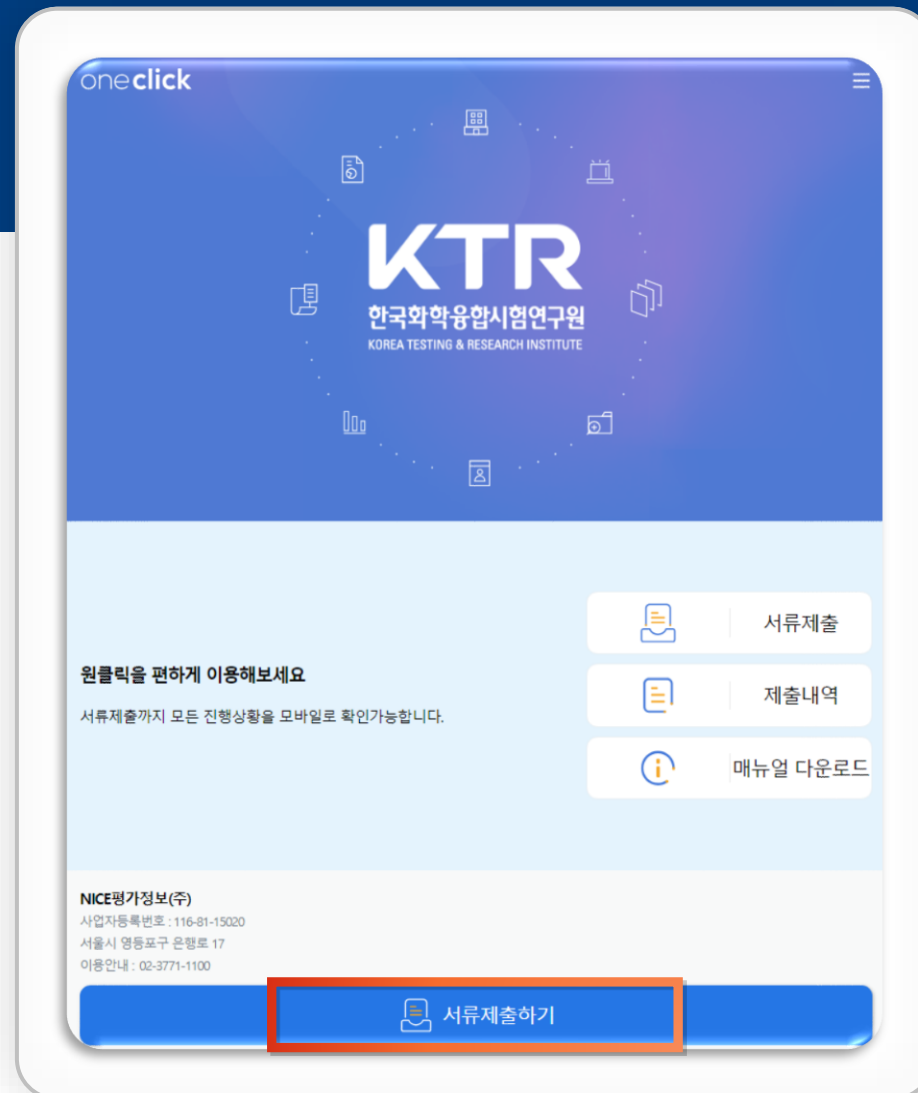 oneclick
KTR
한국화학융합시험연구원
KOREA TESTING & RESEARCH INSTITUTE
원클릭을 편하게 이용해보세요
서류제출까지 모든 진행상황을 모바일로 확인가능합니다.
서류제출
제출내역
매뉴얼 다운로드
NICE평가정보(주)
사업자등록번호 : 116-81-15020
서울시 영등포구 은행로 17
이용안내 : 02-3771-1100
서류제출하기